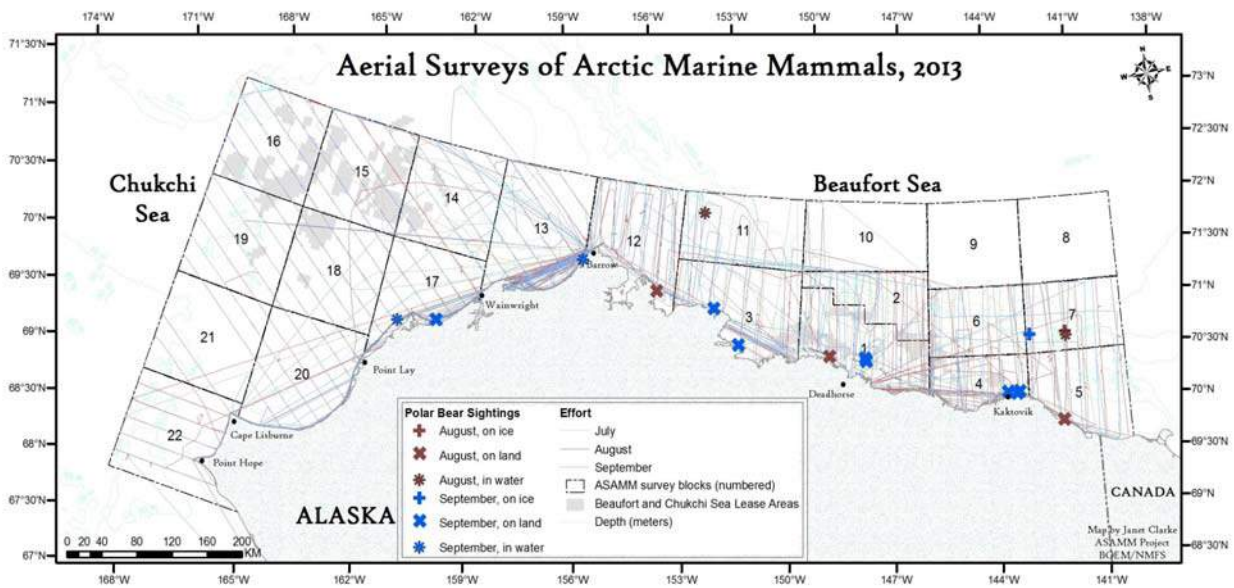 174°W 171°W 168°W 165°W 162°W 159°W 156°W 153°W 150°W 147°W 144°W 141°W 138°W
Aerial Surveys of Arctic Marine Mammals, 2013
N
W E
S
71°30'N
71°N
70°30'N
70°N
69°30'N
69°N
68°30'N
68°N
67°30'N
67°N
73°N
72°30'N
72°N
71°30'N
71°N
70°30'N
70°N
69°30'N
69°N
68°30'N
Chukchi
Sea
Beaufort Sea
16
15
14
13
12
11
10
9
8
19
18
17
2
6
7
3
1
21
20
4
5
22
Barrow
Wainwright
Point Lay
Cape Lisburne
Point Hope
Deadhorse
Kaktovik
ALASKA
CANADA
Polar Bear Sightings
August, on ice
August, on land
August, in water
September, on ice
September, on land
September, in water
Effort
July
August
September
ASAMM survey blocks (numbered)
Beaufort and Chukchi Sea Lease Areas
Depth (meters)
0 20 40 80 120 160 200
KM
Map by Janet Clarke
ASAMM Project
BOEM/NMFS
168°W 165°W 162°W 159°W 156°W 153°W 150°W 147°W 144°W 141°W